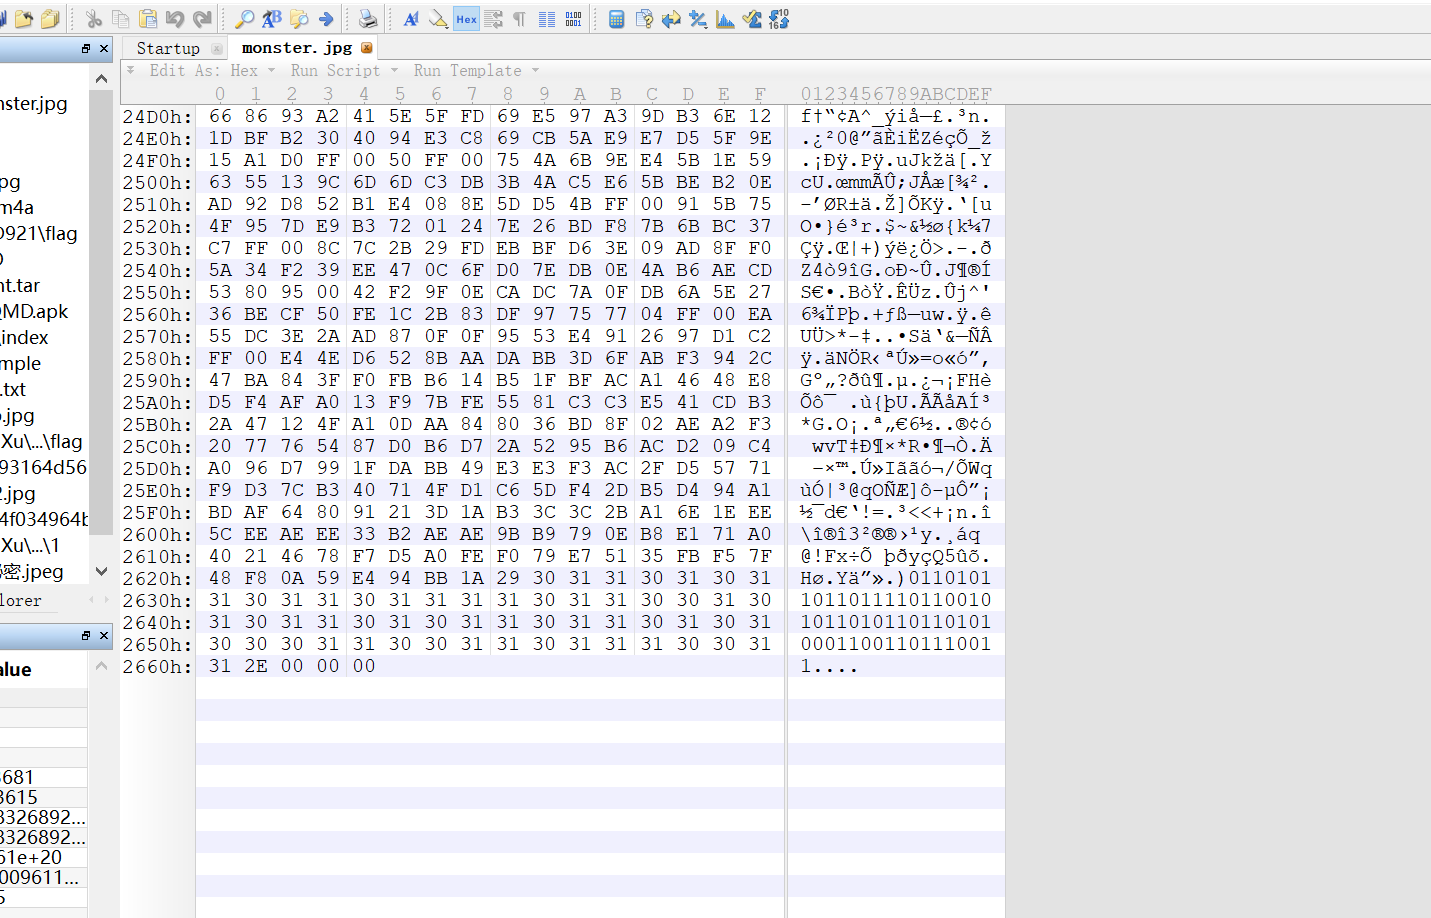 Startup monster.jpg
Edit As: Hex Run Script Run Template
0 1 2 3 4 5 6 7 8 9 A B C D E F 0123456789ABCDEF
24D0h: 66 86 93 A2 41 5E 5F FD 69 E5 97 A3 9D B3 6E 12 f†“¢A^_ýiå—£.³n.
24E0h: 1D BF B2 30 40 94 E3 C8 69 CB 5A E9 E7 D5 5F 9E .¿²0@”ãÈiËZéçÕ_ž
24F0h: 15 A1 D0 FF 00 50 FF 00 75 4A 6B 9E E4 5B 1E 59 .¡Ðÿ.Pÿ.uJkžä[.Y
2500h: 63 55 13 9C 6D 6D C3 DB 3B 4A C5 E6 5B BE B2 0E cU.œmmÃÛ;JÅæ[¾².
2510h: AD 92 D8 52 B1 E4 08 8E 5D D5 4B FF 00 91 5B 75 -’ØR±ä.Ž]ÕKÿ.‘[u
2520h: 4F 95 7D E9 B3 72 01 24 7E 26 BD F8 7B 6B BC 37 O•}é³r.$~&½ø{k¼7
2530h: C7 FF 00 8C 7C 2B 29 FD EB BF D6 3E 09 AD 8F F0 Çÿ.Œ|+)ýë¿Ö>.-.ð
2540h: 5A 34 F2 39 EE 47 0C 6F D0 7E DB 0E 4A B6 AE CD Z4ò9îG.oÐ~Û.J¶®Í
2550h: 53 80 95 00 42 F2 9F 0E CA DC 7A 0F DB 6A 5E 27 S€•.BòŸ.ÊÜz.Ûj^'
2560h: 36 BE CF 50 FE 1C 2B 83 DF 97 75 77 04 FF 00 EA 6¾ÏPþ.+ƒß—uw.ÿ.ê
2570h: 55 DC 3E 2A AD 87 0F 0F 95 53 E4 91 26 97 D1 C2 UÜ>*-‡..•Sä‘&—ÑÂ
2580h: FF 00 E4 4E D6 52 8B AA DA BB 3D 6F AB F3 94 2C ÿ.äNÖR‹ªÚ»=o«ó”,
2590h: 47 BA 84 3F F0 FB B6 14 B5 1F BF AC A1 46 48 E8 Gº„?ðû¶.µ.¿¬¡FHè
25A0h: D5 F4 AF A0 13 F9 7B FE 55 81 C3 C3 E5 41 CD B3 Õô¯ .ù{þU.ÃÃåAÍ³
25B0h: 2A 47 12 4F A1 0D AA 84 80 36 BD 8F 02 AE A2 F3 *G.O¡.ª„€6½..®¢ó
25C0h: 20 77 76 54 87 D0 B6 D7 2A 52 95 B6 AC D2 09 C4 wvT‡Ð¶×*R•¶¬Ò.Ä
25D0h: A0 96 D7 99 1F DA BB 49 E3 E3 F3 AC 2F D5 57 71 –×™.Ú»Iããó¬/ÕWq
25E0h: F9 D3 7C B3 40 71 4F D1 C6 5D F4 2D B5 D4 94 A1 ùÓ|³@qOÑÆ]ô-µÔ”¡
25F0h: BD AF 64 80 91 21 3D 1A B3 3C 3C 2B A1 6E 1E EE ½¯d€‘!=.³<<+¡n.î
2600h: 5C EE AE EE 33 B2 AE AE 9B B9 79 0E B8 E1 71 A0 \î®î3²®®›¹y.¸áq
2610h: 40 21 46 78 F7 D5 A0 FE F0 79 E7 51 35 FB F5 7F @!Fx÷Õ þðyçQ5ûõ.
2620h: 48 F8 0A 59 E4 94 BB 1A 29 30 31 31 30 31 30 31 Hø.Yä”».)0110101
2630h: 31 30 31 31 30 31 31 31 31 30 31 31 30 30 31 30 1011011110110010
2640h: 31 30 31 31 30 31 30 31 31 30 31 31 30 31 30 31 1011010110110101
2650h: 30 30 30 31 31 30 30 31 31 30 31 31 31 30 30 31 0001100110111001
2660h: 31 2E 00 00 00 1....
nster.jpg
pg
m4a
0921\flag
nt.tar
QMD.apk
\index
mple
.txt
o.jpg
Xu\...\flag
93164d56
2.jpg
4f034964b
Xu\...\1
密.jpeg
lorer
alue
681
3615
3326892...
3326892...
61e+20
009611...
5